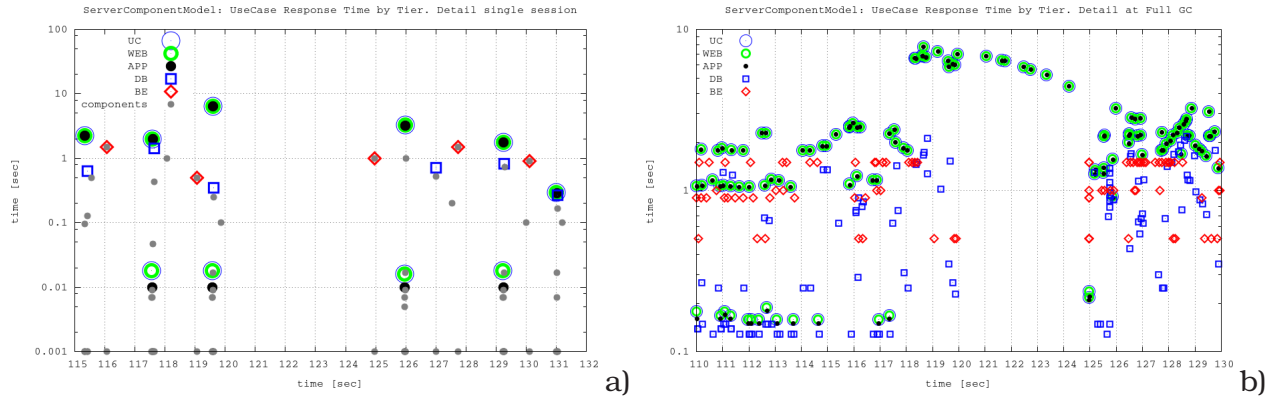 ServerComponentModel: UseCase Response Time by Tier. Detail single session
100
10
1
0.1
0.01
0.001
time [sec]
UC
WEB
APP
DB
BE
components
115 116 117 118 119 120 121 122 123 124 125 126 127 128 129 130 131 132
time [sec]
a)
ServerComponentModel: UseCase Response Time by Tier. Detail at Full GC
10
1
0.1
time [sec]
UC
WEB
APP
DB
BE
110 111 112 113 114 115 116 117 118 119 120 121 122 123 124 125 126 127 128 129 130
time [sec]
b)